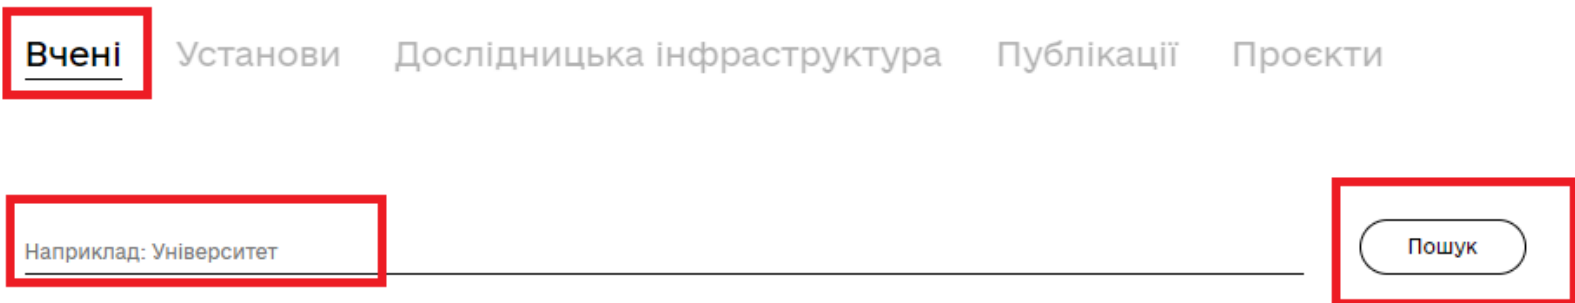 Вчені Установи Дослідницька інфраструктура Публікації Проєкти
Наприклад: Університет Пошук